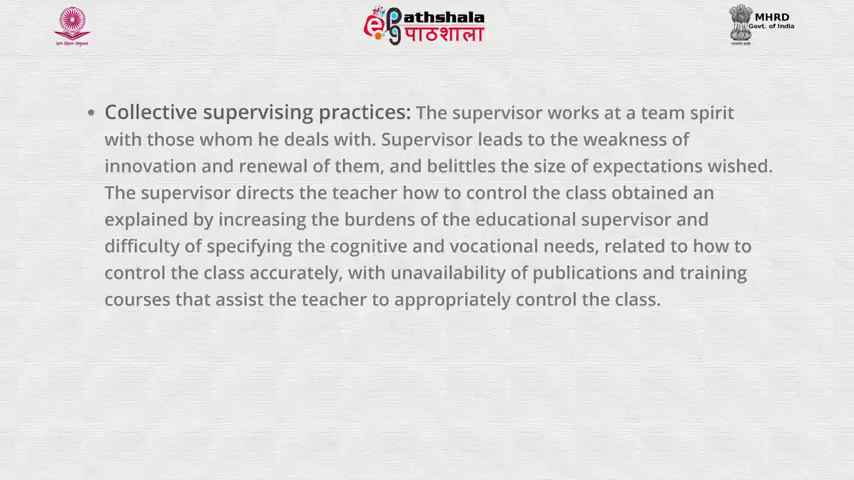 ePathshala
पाठशाला
MHRD
Govt. of India
• Collective supervising practices: The supervisor works at a team spirit
with those whom he deals with. Supervisor leads to the weakness of
innovation and renewal of them, and belittles the size of expectations wished.
The supervisor directs the teacher how to control the class obtained an
explained by increasing the burdens of the educational supervisor and
difficulty of specifying the cognitive and vocational needs, related to how to
control the class accurately, with unavailability of publications and training
courses that assist the teacher to appropriately control the class.